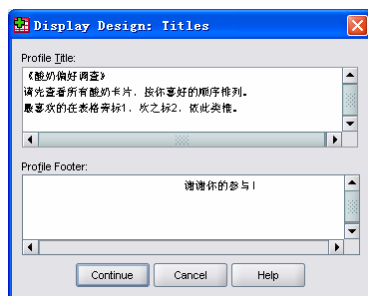 Display Design: Titles
Profile Title:
《酸奶偏好调查》
请先查看所有酸奶卡片，按你喜好的顺序排列。
最喜欢的在表格旁标1，次之标2，依此类推。
Profile Footer:
谢谢你的参与！
Continue
Cancel
Help